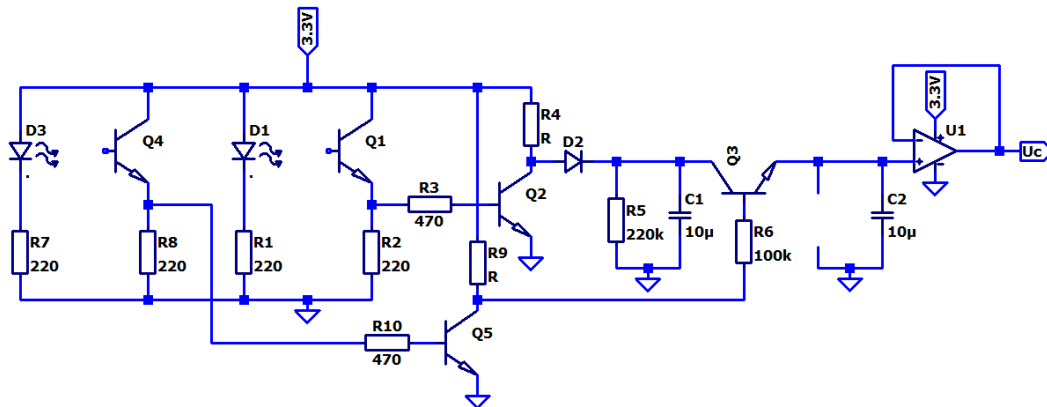 3.3V
3.3V
D3
Q4
D1
Q1
R4
R
D2
Q3
U1
Uc
R3
470
Q2
R5
220k
C1
10µ
R6
100k
C2
10µ
R7
220
R8
220
R1
220
R2
220
R9
R
R10
470
Q5